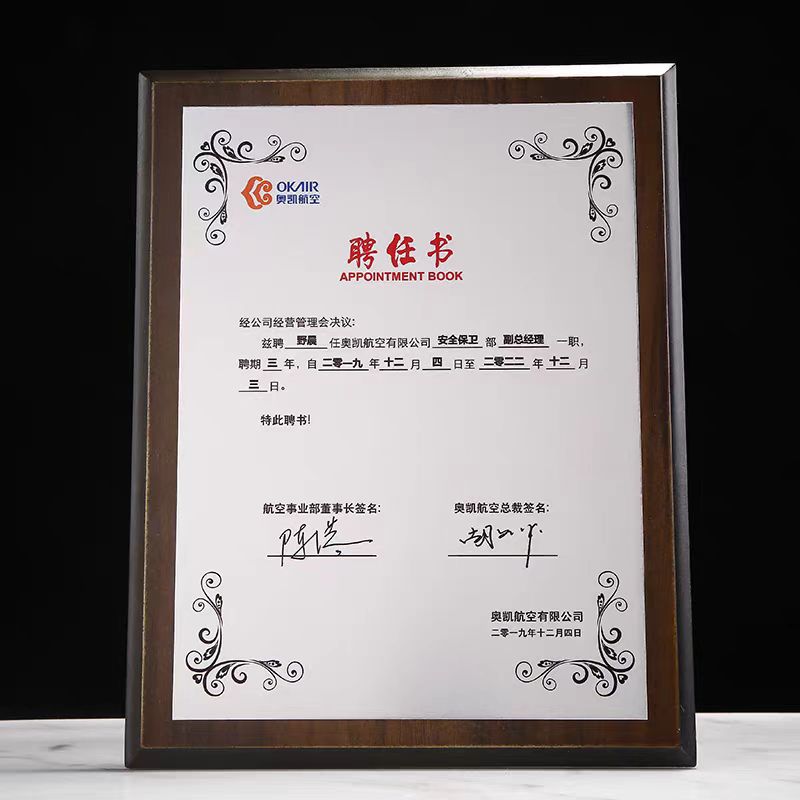 OKAIR
奥凯航空
聘任书
APPOINTMENT BOOK
经公司经营管理会决议:
兹聘 野晨 任奥凯航空有限公司 安全保卫 部 副总经理 一职,
聘期 三 年，自 二零一九 年 十二 月 四 日至 二零二二 年 十二 月
三 日。
特此聘书!
航空事业部董事长签名: 奥凯航空总裁签名:
奥凯航空有限公司
二零一九年十二月四日